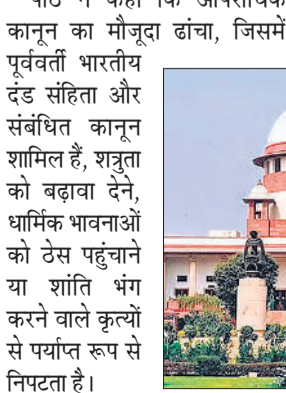 पीठ ने कहा कि आपराधिक
कानून का मौजूदा ढांचा, जिसमें
पूर्ववर्ती भारतीय
दंड संहिता और
संबंधित कानून
शामिल हैं, शत्रुता
को बढ़ावा देने,
धार्मिक भावनाओं
को ठेस पहुंचाने
या शांति भंग
करने वाले कृत्यों
से पर्याप्त रूप से
निपटता है।